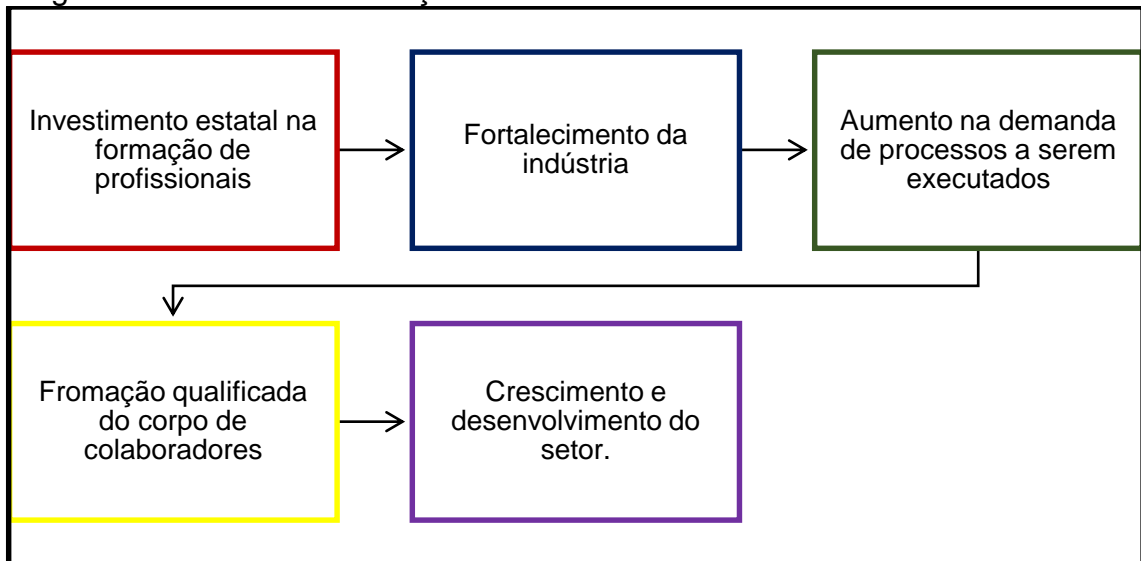 Investimento estatal na
formação de
profissionais
Fortalecimento da
indústria
Aumento na demanda
de processos a serem
executados
Fromação qualificada
do corpo de
colaboradores
Crescimento e
desenvolvimento do
setor.